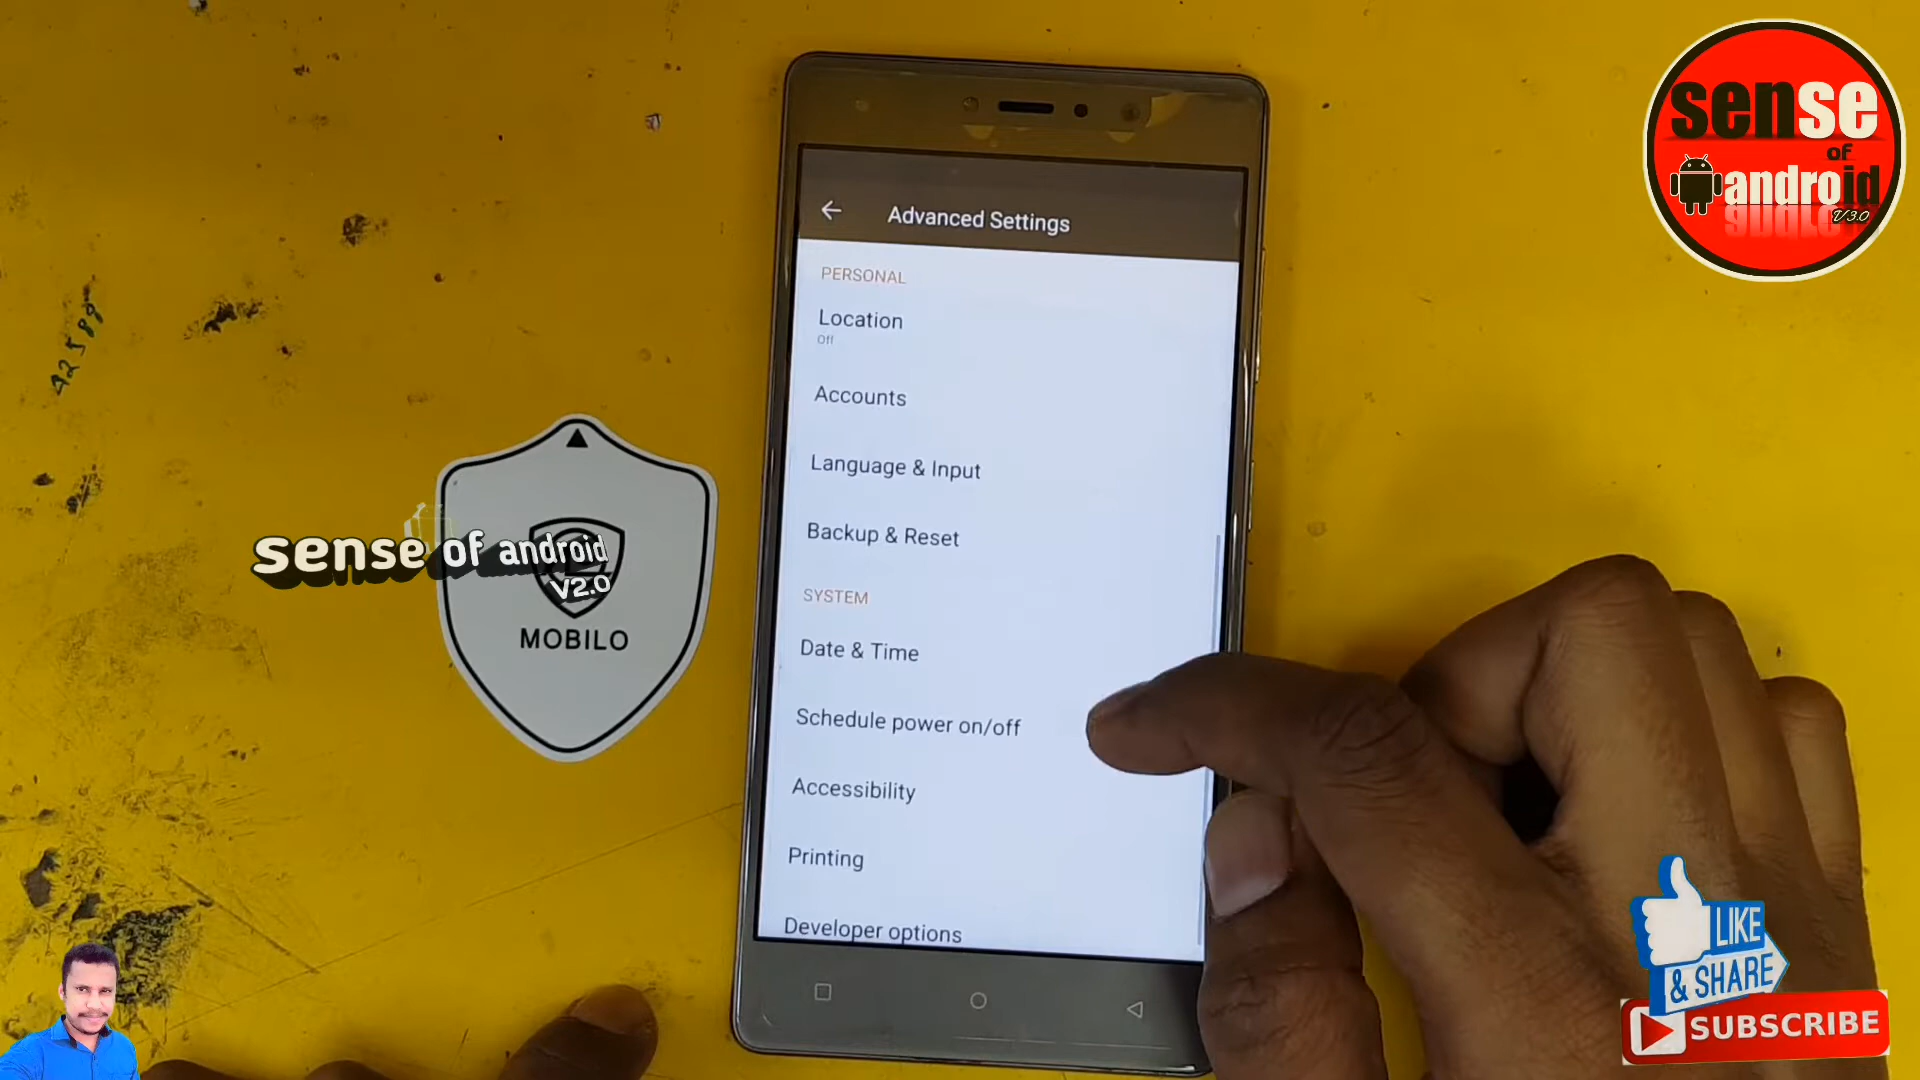 sense
of
android
V3.0
Advanced Settings
PERSONAL
Location
Off
Accounts
Language & Input
Backup & Reset
SYSTEM
Date & Time
Schedule power on/off
Accessibility
Printing
Developer options
42589
sense of android
V2.0
MOBILO
LIKE
& SHARE
SUBSCRIBE